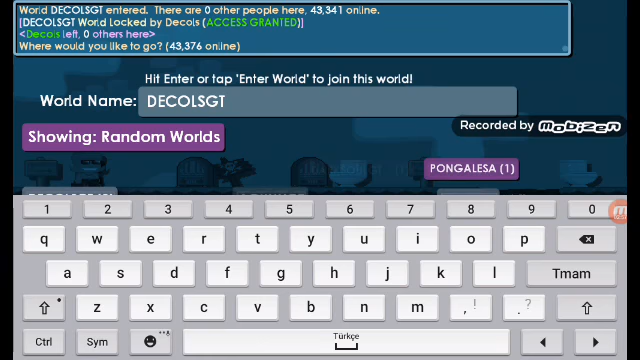 World DECOLSGT entered. There are 0 other people here, 43,341 online.
[DECOLSGT World Locked by Decols (ACCESS GRANTED)]
<Decols left, 0 others here>
Where would you like to go? (43,376 online)
Hit Enter or tap 'Enter World' to join this world!
World Name: DECOLSGT
Recorded by mobizen
Showing: Random Worlds
PONGALESA (1)
1 2 3 4 5 6 7 8 9 0
q w e r t y u i o p
a s d f g h j k l Tmam
z x c v b n m , ! . ?
Ctrl Sym Türkçe